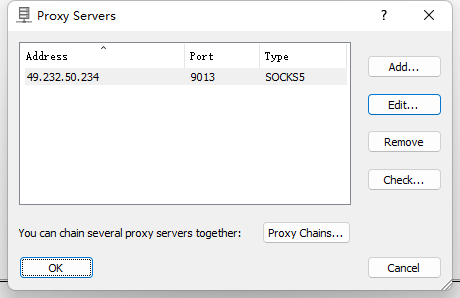 Proxy Servers
Address Port Type
49.232.50.234 9013 SOCKS5
Add...
Edit...
Remove
Check...
You can chain several proxy servers together: Proxy Chains...
OK Cancel